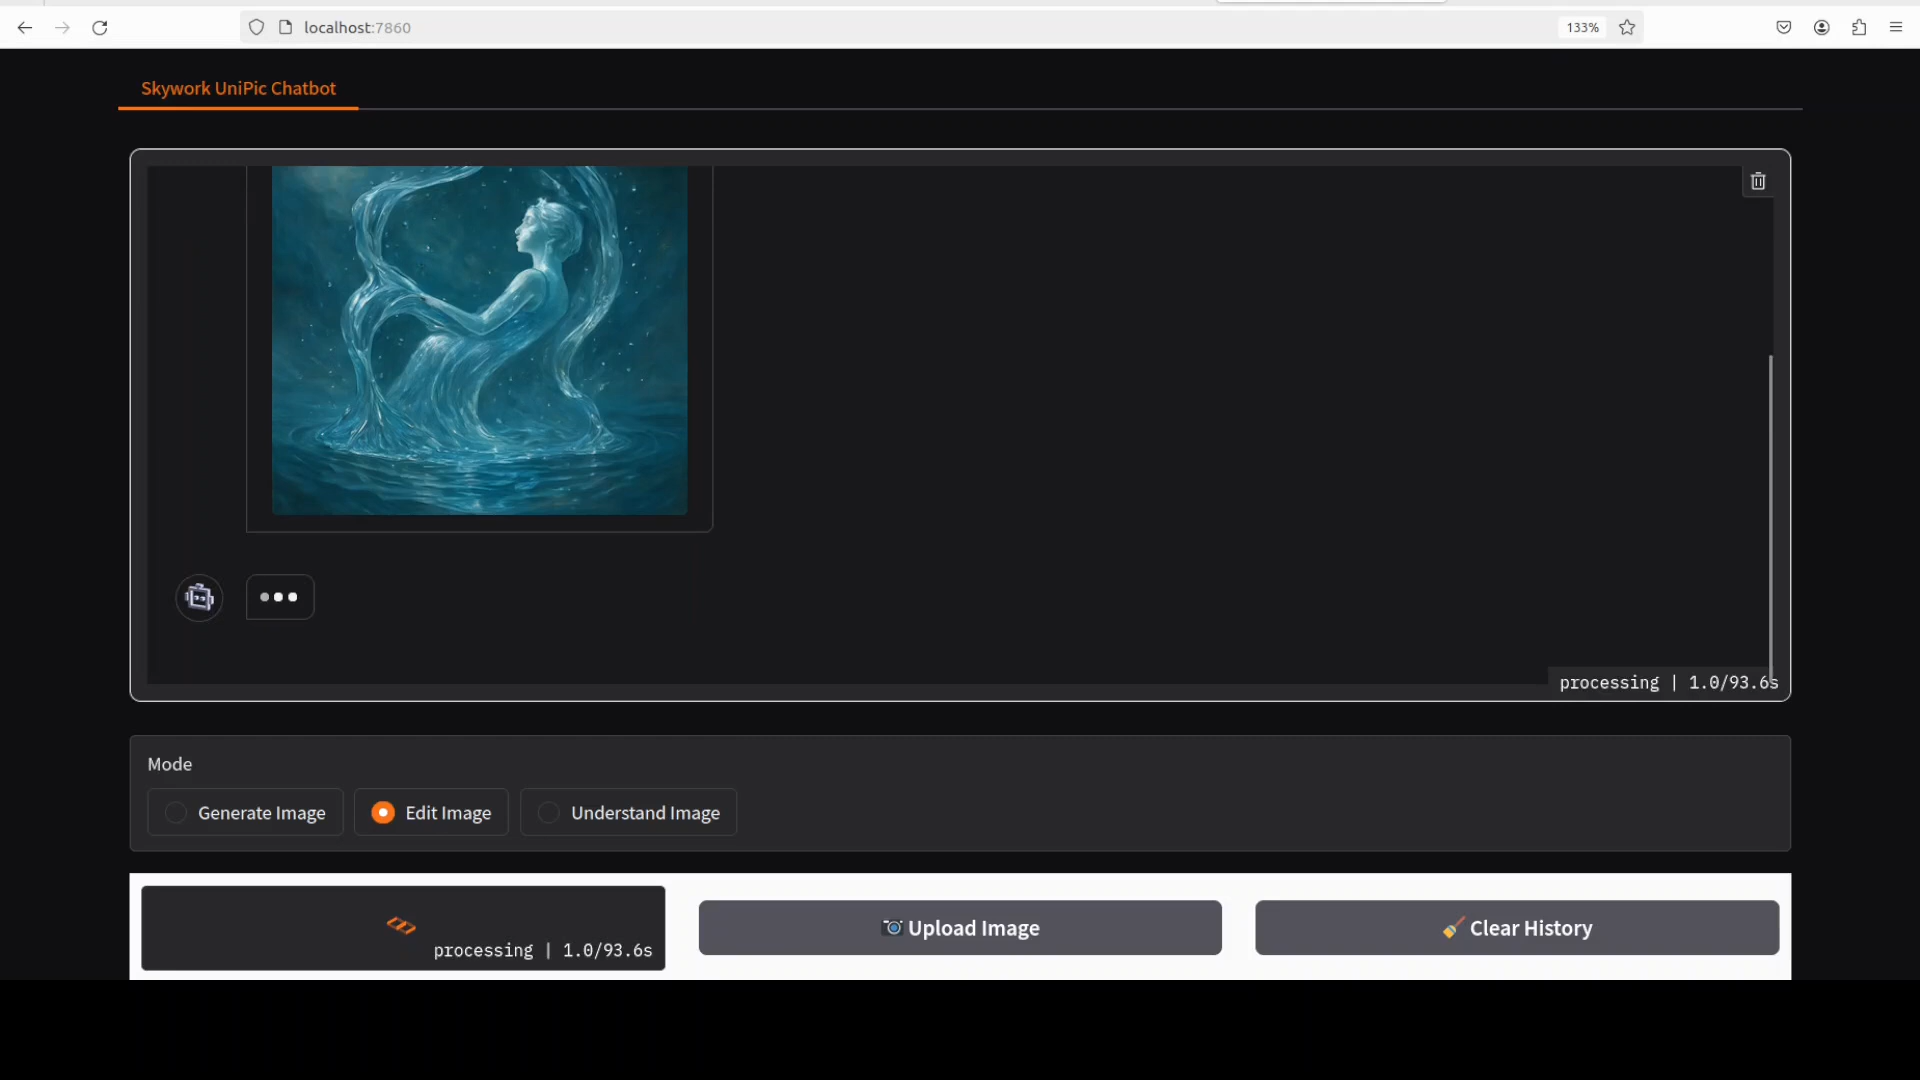 localhost:7860
133%
Skywork UniPic Chatbot
processing | 1.0/93.6s
Mode
Generate Image
Edit Image
Understand Image
processing | 1.0/93.6s
Upload Image
Clear History